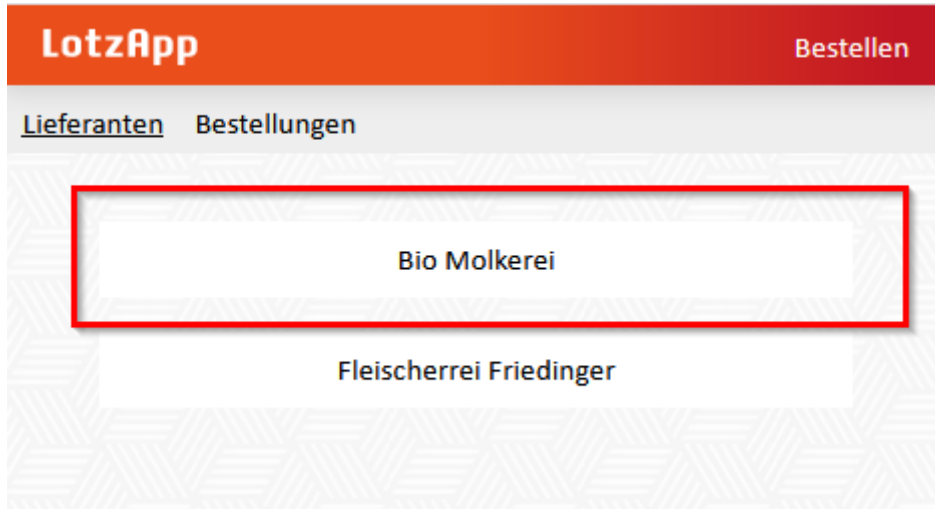 LotzApp
Bestellen
Lieferanten Bestellungen
Bio Molkerei
Fleischerrei Friedinger